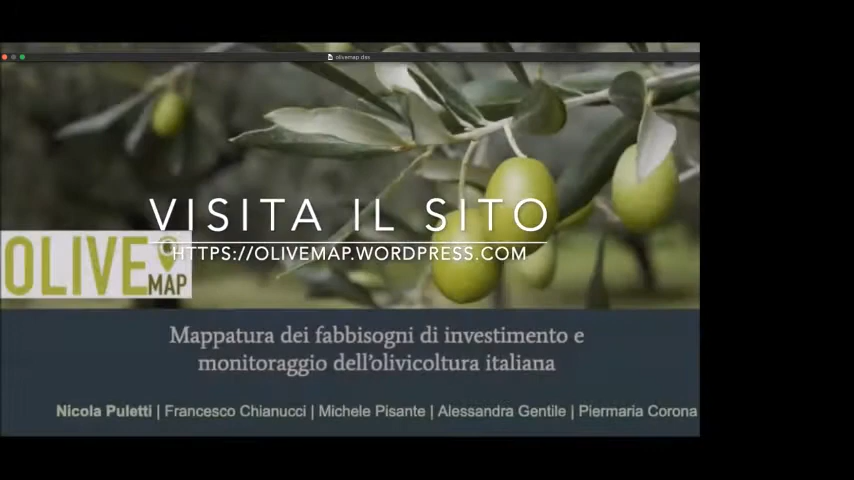 olivemap.dss
VISITA IL SITO
HTTPS://OLIVEMAP.WORDPRESS.COM
OLIVE
MAP
Mappatura dei fabbisogni di investimento e
monitoraggio dell'olivicoltura italiana
Nicola Puletti | Francesco Chianucci | Michele Pisante | Alessandra Gentile | Piermaria Corona